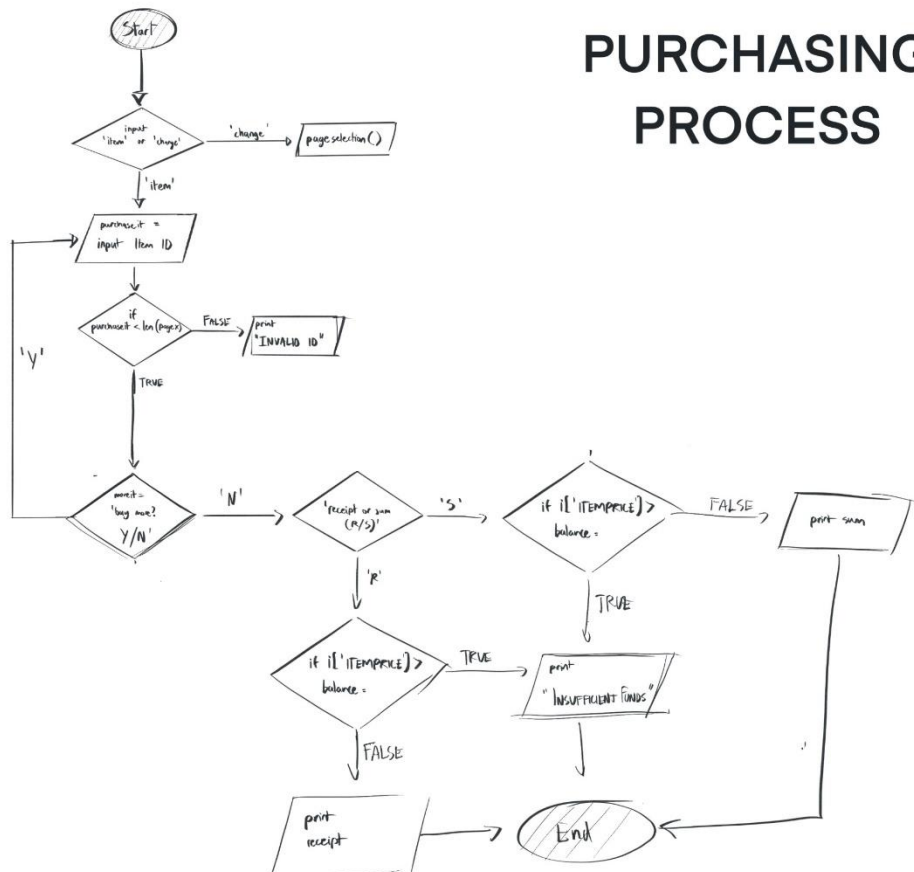 PURCHASING
PROCESS
Start
input
'item' or 'change'
'change'
pageselection()
'item'
purchaseit =
input Item ID
if
purchaseit < len(pagex)
FALSE
print
"INVALID ID"
'Y'
TRUE
moreit =
'buy more?
Y/N'
'N'
'receipt or sum
(R/S)'
'S'
if i['ITEMPRICE'] >
balance =
FALSE
print sum
'R'
TRUE
if i['ITEMPRICE'] >
balance =
TRUE
print
"INSUFFICIENT FUNDS"
FALSE
print
receipt
End